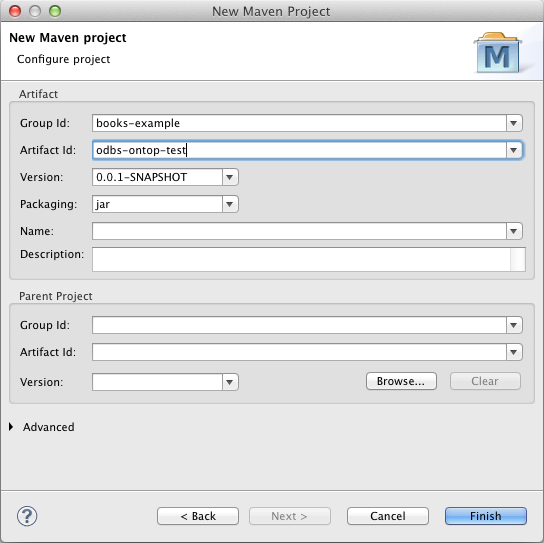 New Maven Project
New Maven project
Configure project
M
Artifact
Group Id: books-example
Artifact Id: odbs-ontop-test
Version: 0.0.1-SNAPSHOT
Packaging: jar
Name:
Description:
Parent Project
Group Id:
Artifact Id:
Version: Browse... Clear
Advanced
? < Back Next > Cancel Finish